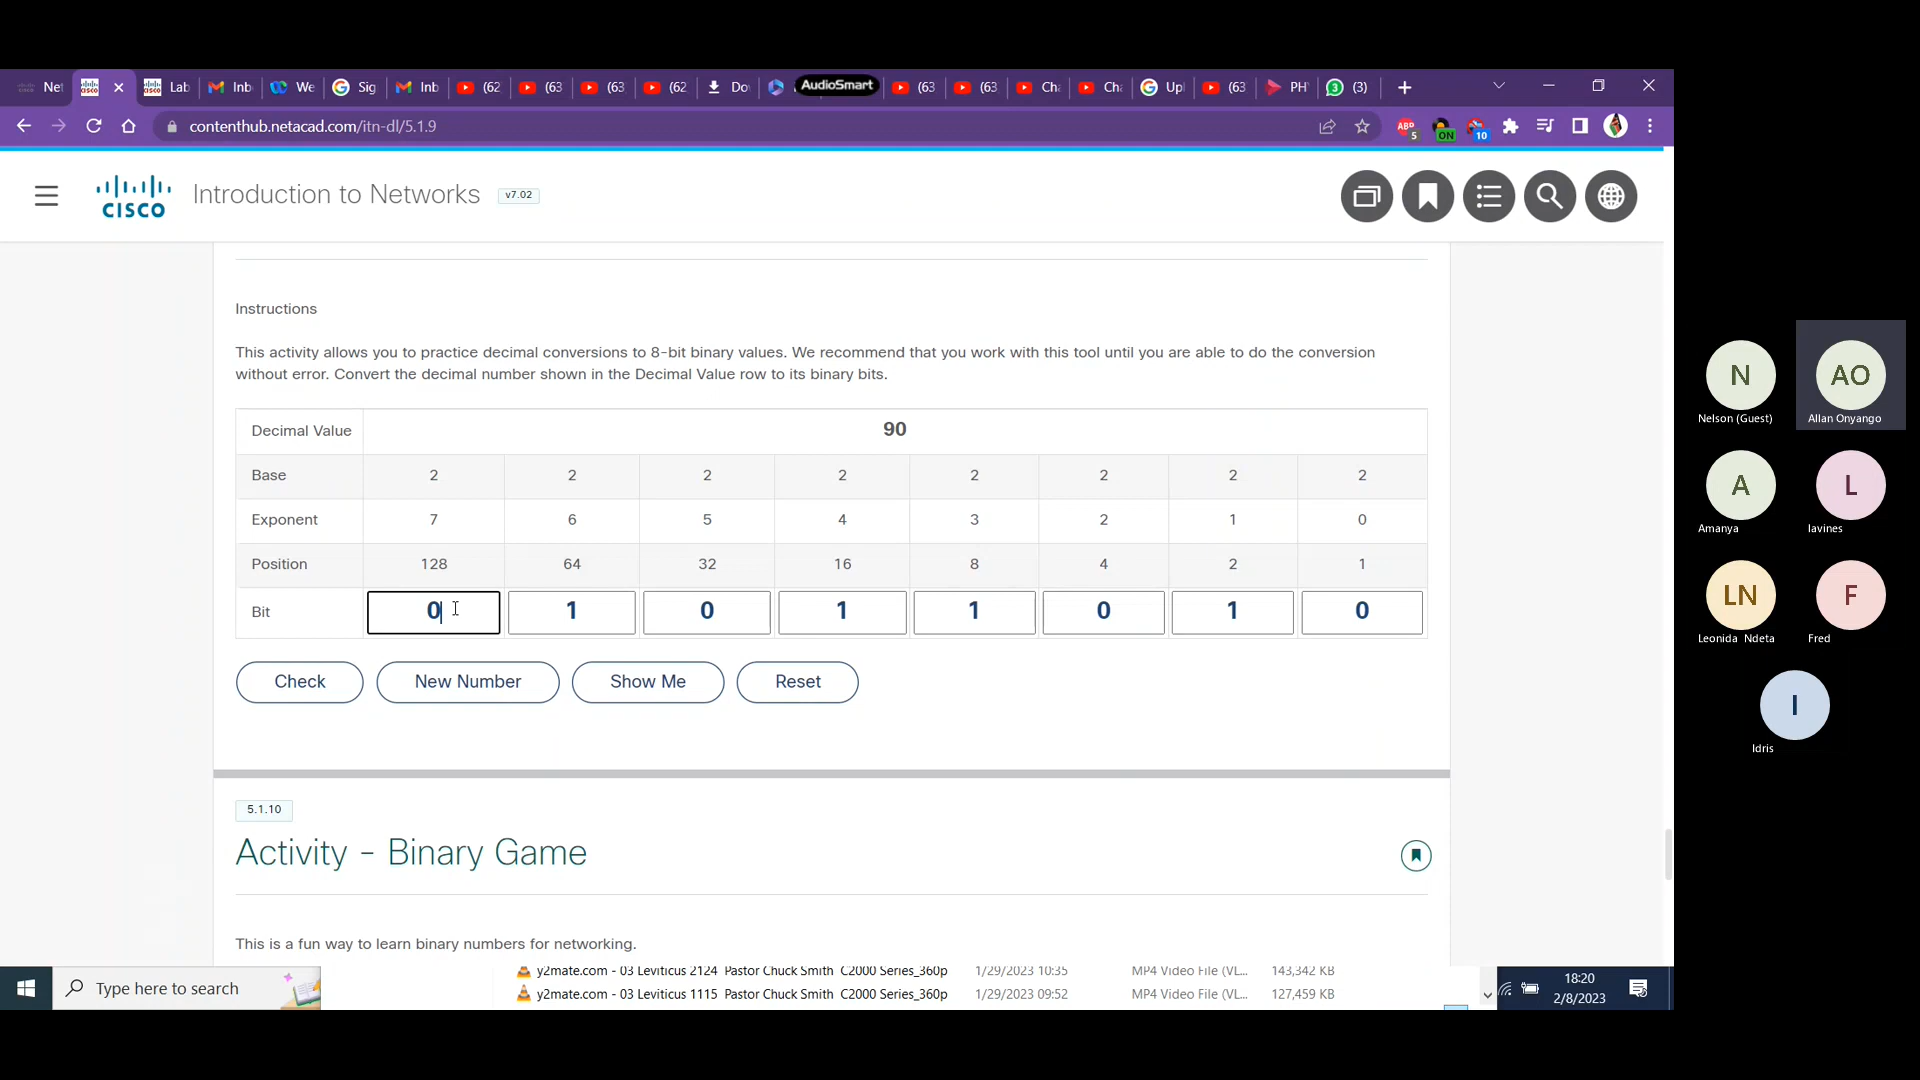 Net
Lab
Inb
We
Sig
Inb
(62
(63
(63
(62
Do
AudioSmart
(63
(63
Cha
Cha
Upl
(63
PH
(3)
contenthub.netacad.com/itn-dl/5.1.9
ABP
5
ON
10
CISCO
Introduction to Networks
v7.02
Instructions
This activity allows you to practice decimal conversions to 8-bit binary values. We recommend that you work with this tool until you are able to do the conversion
without error. Convert the decimal number shown in the Decimal Value row to its binary bits.
Decimal Value 90
Base 2 2 2 2 2 2 2 2
Exponent 7 6 5 4 3 2 1 0
Position 128 64 32 16 8 4 2 1
Bit 0 1 0 1 1 0 1 0
Check
New Number
Show Me
Reset
5.1.10
Activity - Binary Game
This is a fun way to learn binary numbers for networking.
y2mate.com - 03 Leviticus 2124 Pastor Chuck Smith C2000 Series_360p 1/29/2023 10:35 MP4 Video File (VL... 143,342 KB
y2mate.com - 03 Leviticus 1115 Pastor Chuck Smith C2000 Series_360p 1/29/2023 09:52 MP4 Video File (VL... 127,459 KB
Type here to search
18:20
2/8/2023
N
Nelson (Guest)
AO
Allan Onyango
A
Amanya
L
lavines
LN
Leonida Ndeta
F
Fred
I
Idris